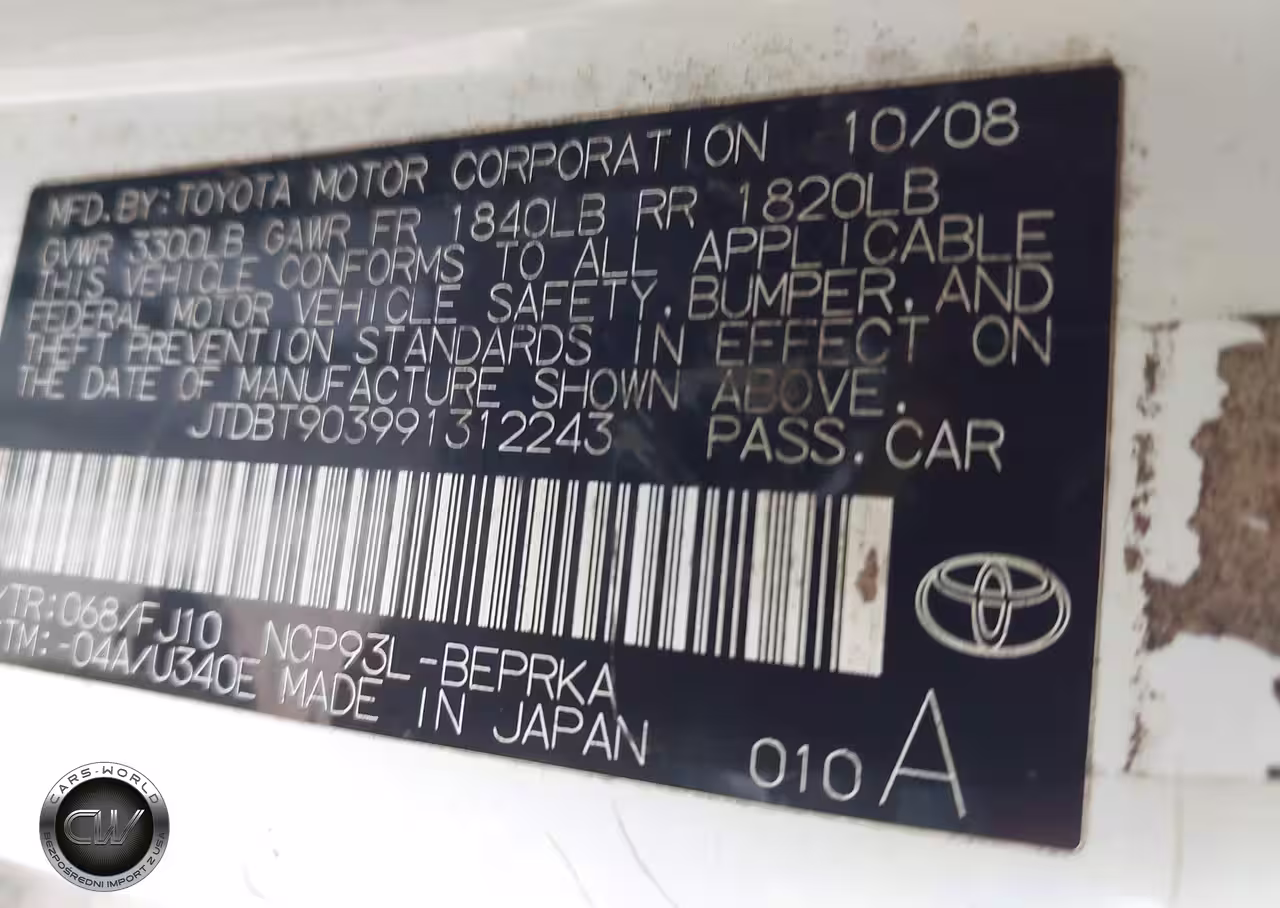 MFD.BY:TOYOTA MOTOR CORPORATION 10/08
GVWR 3300LB GAWR FR 1840LB RR 1820LB
THIS VEHICLE CONFORMS TO ALL APPLICABLE
FEDERAL MOTOR VEHICLE SAFETY,BUMPER,AND
THEFT PREVENTION STANDARDS IN EFFECT ON
THE DATE OF MANUFACTURE SHOWN ABOVE.
JTDBT903991312243 PASS.CAR
/TR:068/FJ10 NCP93L-BEPRKA
TM:-04A/U340E MADE IN JAPAN
010 A
CARS-WORLD
CW
BEZPOŚREDNI IMPORT Z USA